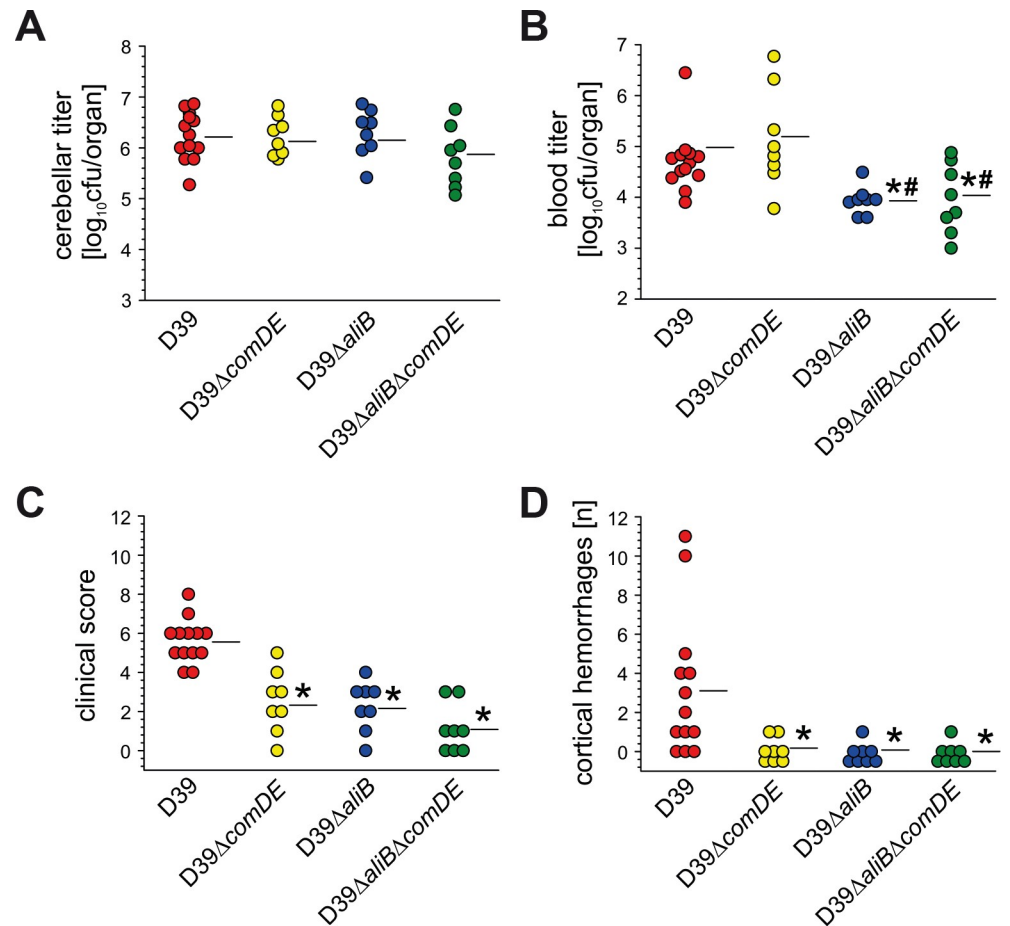 A
cerebellar titer
[log₁₀cfu/organ]
8
7
6
5
4
3
D39
D39ΔcomDE
D39ΔaliB
D39ΔaliBΔcomDE
B
blood titer
[log₁₀cfu/organ]
7
6
5
4
3
2
*#
*#
D39
D39ΔcomDE
D39ΔaliB
D39ΔaliBΔcomDE
C
clinical score
12
10
8
6
4
2
0
*
*
*
D39
D39ΔcomDE
D39ΔaliB
D39ΔaliBΔcomDE
D
cortical hemorrhages [n]
12
10
8
6
4
2
0
*
*
*
D39
D39ΔcomDE
D39ΔaliB
D39ΔaliBΔcomDE